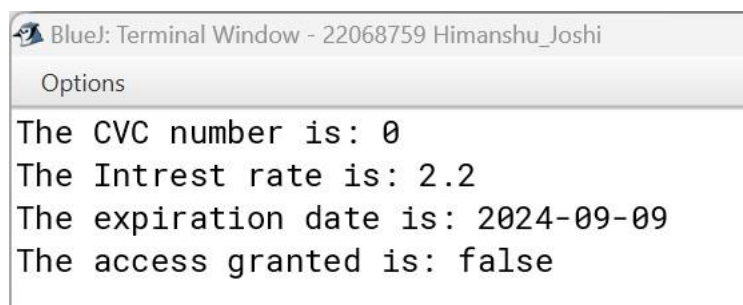 BlueJ: Terminal Window - 22068759 Himanshu_Joshi
Options
The CVC number is: 0
The Intrest rate is: 2.2
The expiration date is: 2024-09-09
The access granted is: false